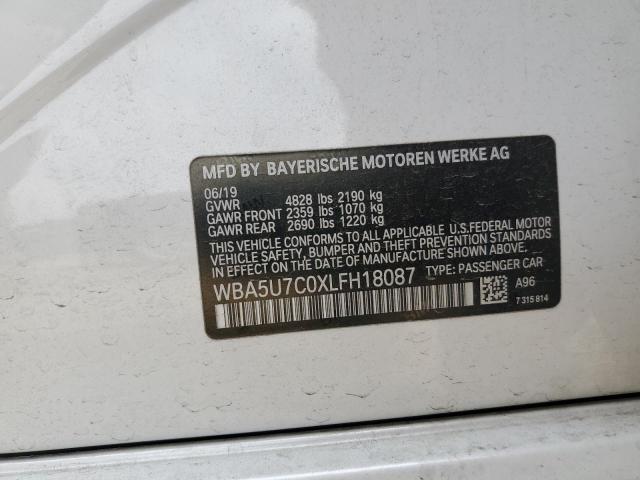 MFD BY BAYERISCHE MOTOREN WERKE AG
06/19
GVWR 4828 lbs 2190 kg
GAWR FRONT 2359 lbs 1070 kg
GAWR REAR 2690 lbs 1220 kg
THIS VEHICLE CONFORMS TO ALL APPLICABLE U.S.FEDERAL MOTOR
VEHICLE SAFETY, BUMPER, AND THEFT PREVENTION STANDARDS
IN EFFECT ON THE DATE OF MANUFACTURE SHOWN ABOVE.
WBA5U7C0XLFH18087 TYPE: PASSENGER CAR
A96
7 315 814